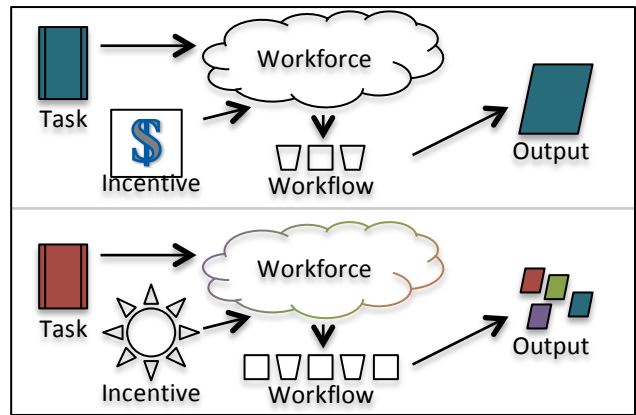 Workforce
Task
$
Incentive
Workflow
Output
Workforce
Task
Incentive
Workflow
Output